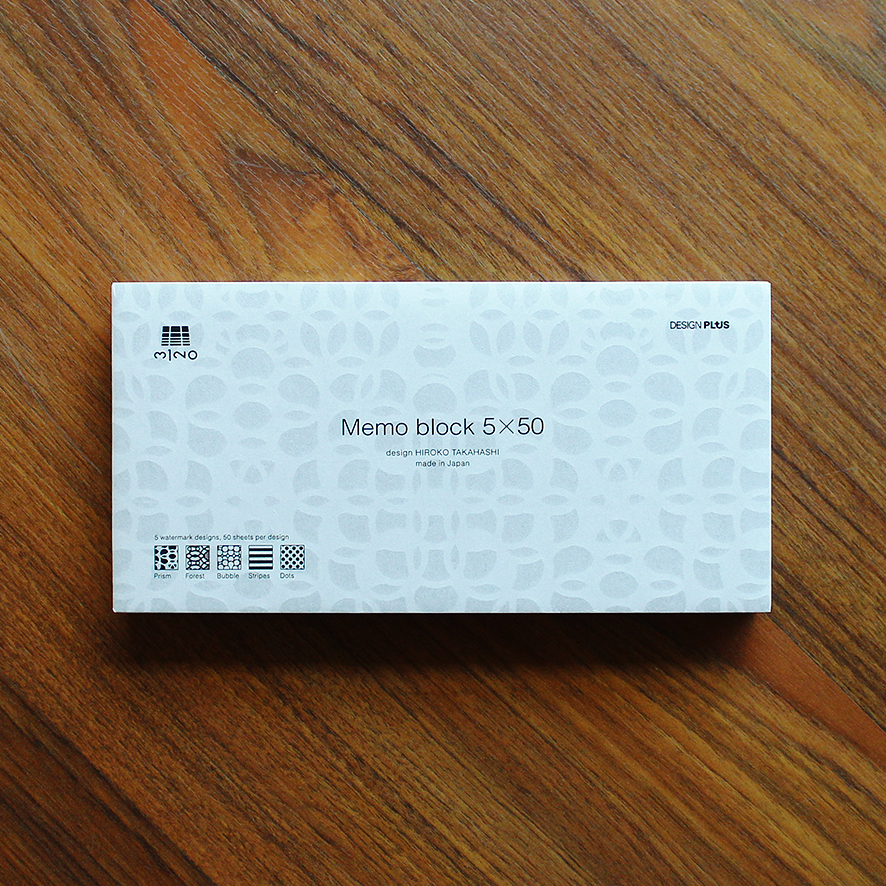 3120
DESIGN PLUS
Memo block 5×50
design HIROKO TAKAHASHI
made in Japan
5 watermark designs, 50 sheets per design
Prism Forest Bubble Stripes Dots